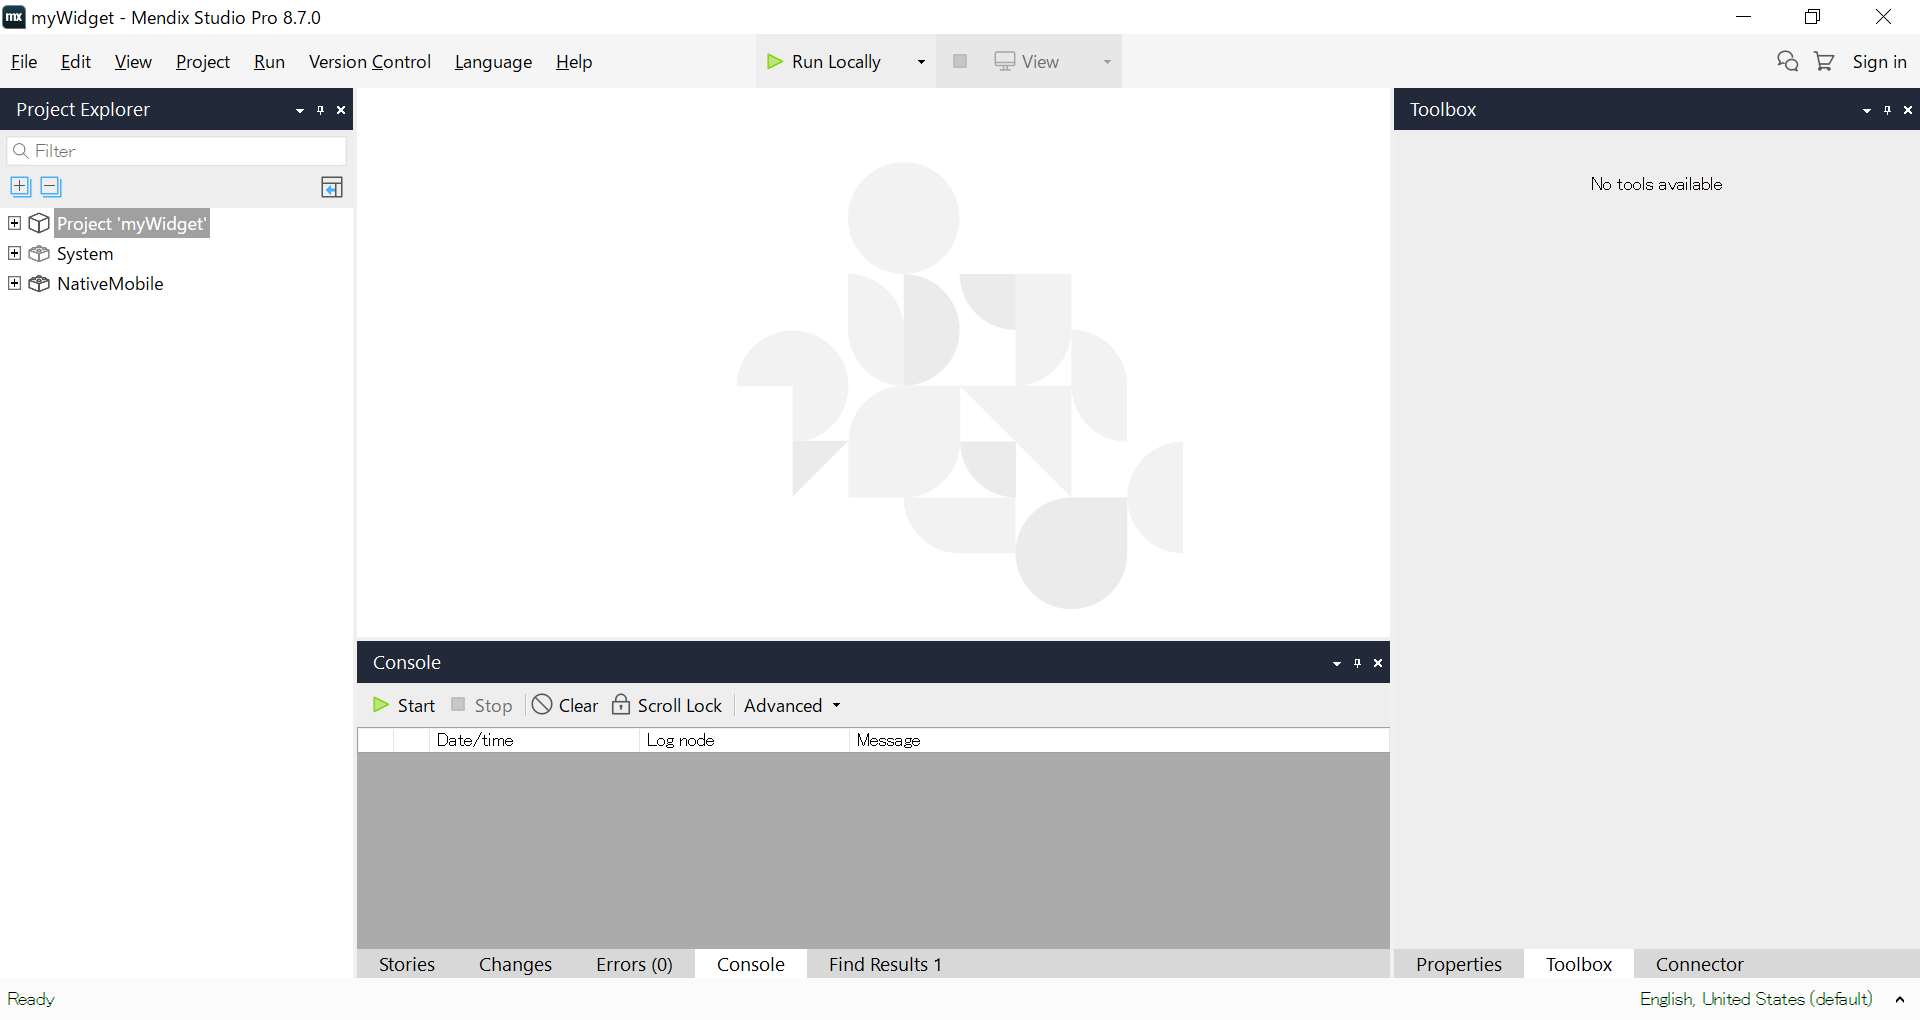 mx myWidget - Mendix Studio Pro 8.7.0
File Edit View Project Run Version Control Language Help Run Locally View Sign in
Project Explorer
Filter
Project 'myWidget'
System
NativeMobile
Toolbox
No tools available
Console
Start Stop Clear Scroll Lock Advanced
Date/time Log node Message
Stories Changes Errors (0) Console Find Results 1
Properties Toolbox Connector
Ready
English, United States (default)